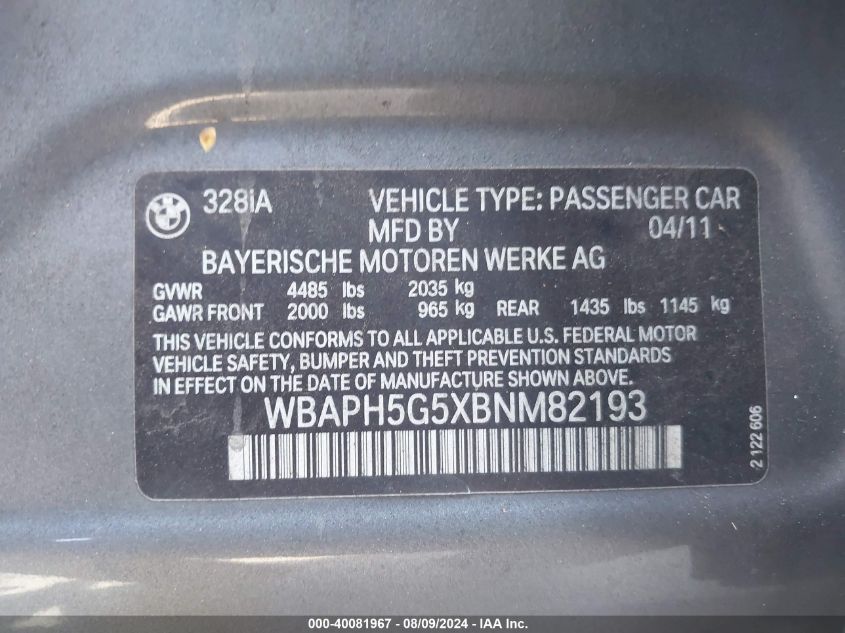 BMW
328iA VEHICLE TYPE: PASSENGER CAR
MFD BY 04/11
BAYERISCHE MOTOREN WERKE AG
GVWR 4485 lbs 2035 kg
GAWR FRONT 2000 lbs 965 kg REAR 1435 lbs 1145 kg
THIS VEHICLE CONFORMS TO ALL APPLICABLE U.S. FEDERAL MOTOR
VEHICLE SAFETY, BUMPER AND THEFT PREVENTION STANDARDS
IN EFFECT ON THE DATE OF MANUFACTURE SHOWN ABOVE.
WBAPH5G5XBNM82193
2 122 606
000-40081967 - 08/09/2024 - IAA Inc.